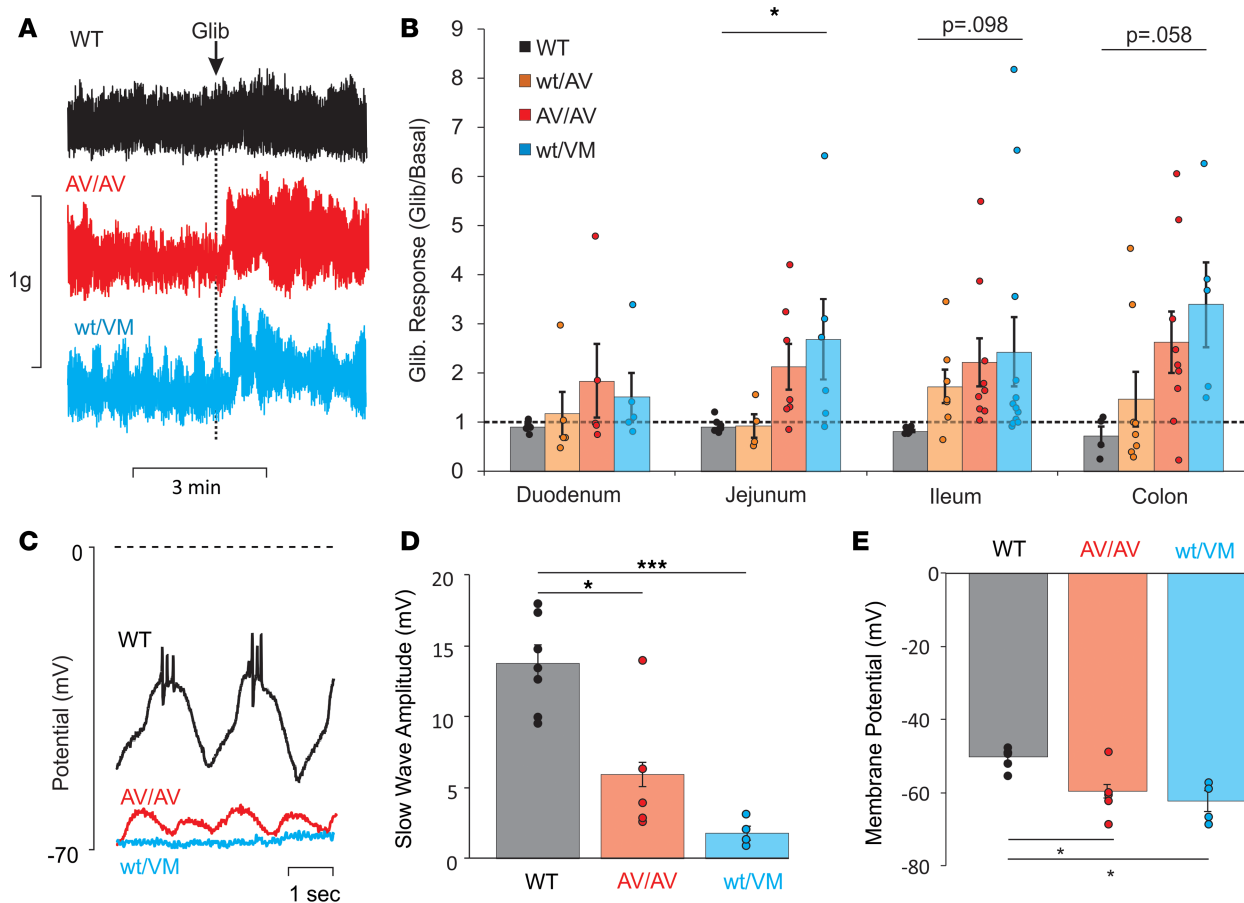 A
WT
Glib
AV/AV
1g
wt/VM
3 min
B
Glib. Response (Glib/Basal)
9
8
7
6
5
4
3
2
1
0
WT
wt/AV
AV/AV
wt/VM
*
p=.098
p=.058
Duodenum
Jejunum
Ileum
Colon
C
Potential (mV)
0
-70
WT
AV/AV
wt/VM
1 sec
D
Slow Wave Amplitude (mV)
20
15
10
5
0
***
*
WT
AV/AV
wt/VM
E
WT
AV/AV
wt/VM
Membrane Potential (mV)
0
-20
-40
-60
-80
*
*